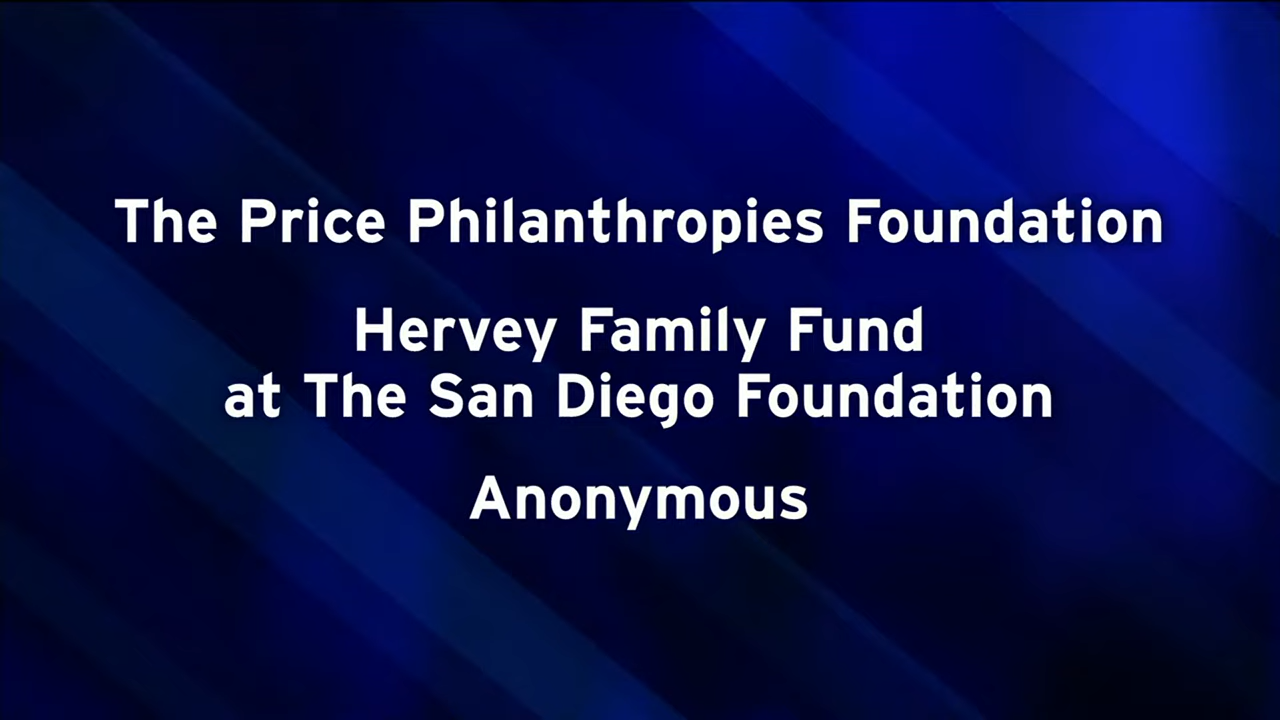 The Price Philanthropies Foundation
Hervey Family Fund
at The San Diego Foundation
Anonymous